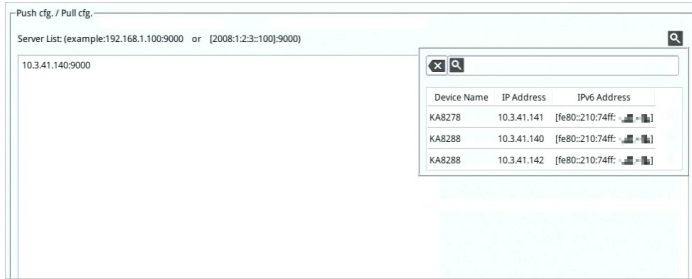 Push cfg. / Pull cfg.
Server List: (example:192.168.1.100:9000 or [2008:1:2:3::100]:9000)
10.3.41.140:9000
Device Name IP Address IPv6 Address
KA8278 10.3.41.141 [fe80::210:74ff: ]
KA8288 10.3.41.140 [fe80::210:74ff: ]
KA8288 10.3.41.142 [fe80::210:74ff: ]